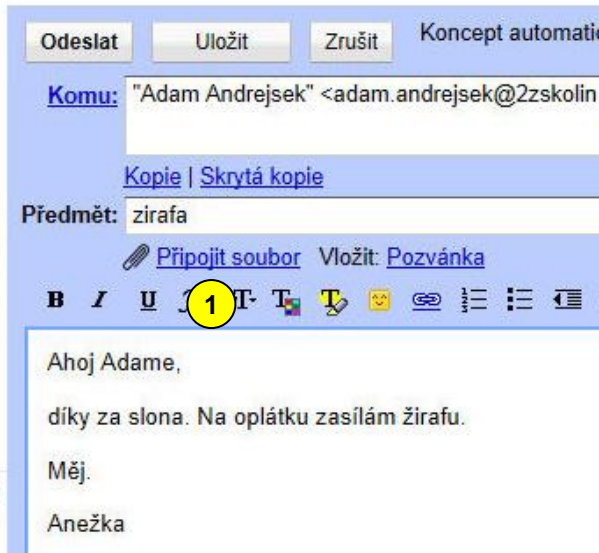 Odeslat Uložit Zrušit Koncept automatic
Komu: "Adam Andrejsek" <adam.andrejsek@2zskolin
Kopie | Skrytá kopie
Předmět: zirafa
Připojit soubor Vložit: Pozvánka
B I U 1 T T T
Ahoj Adame,
díky za slona. Na oplátku zasílám žirafu.
Měj.
Anežka